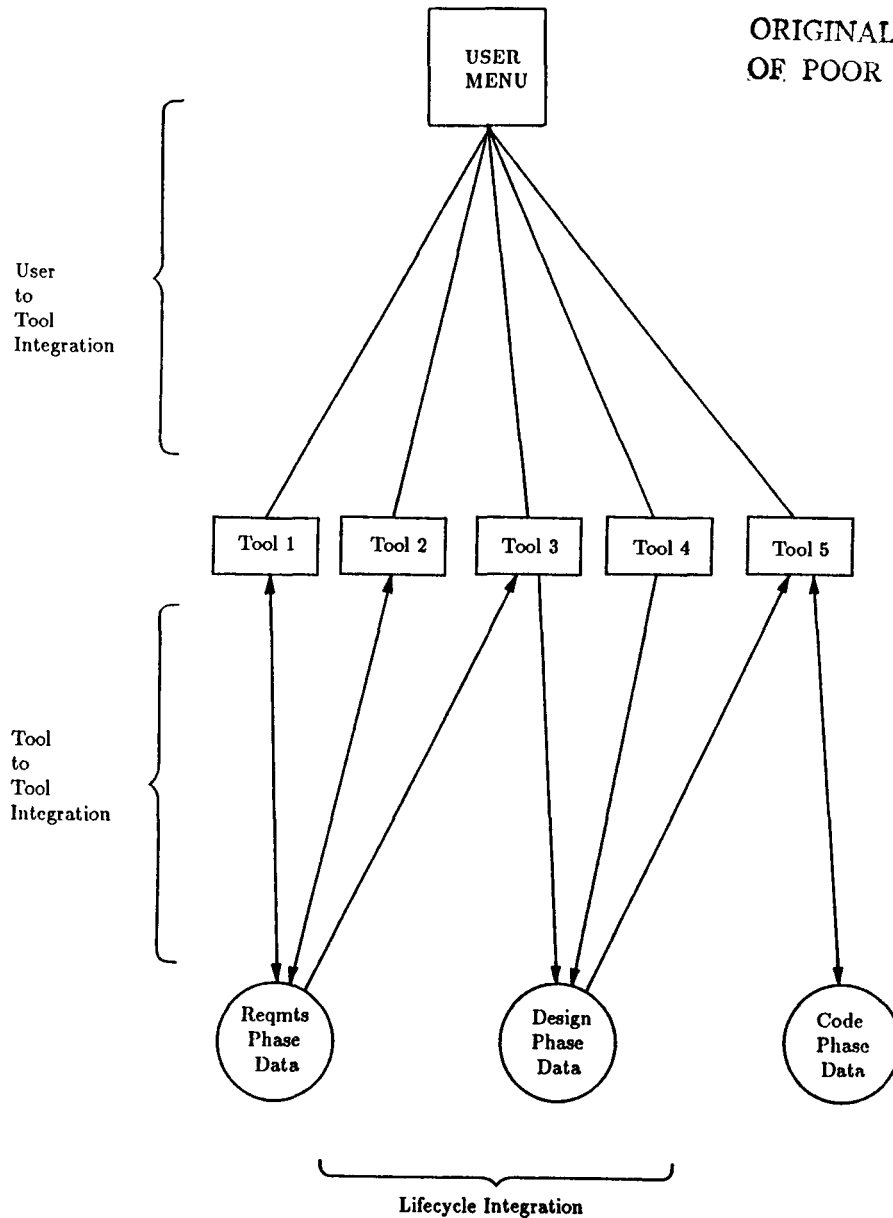 ORIGINAL
OF POOR
USER
MENU
User
to
Tool
Integration
Tool 1
Tool 2
Tool 3
Tool 4
Tool 5
Tool
to
Tool
Integration
Reqmts
Phase
Data
Design
Phase
Data
Code
Phase
Data
Lifecycle Integration